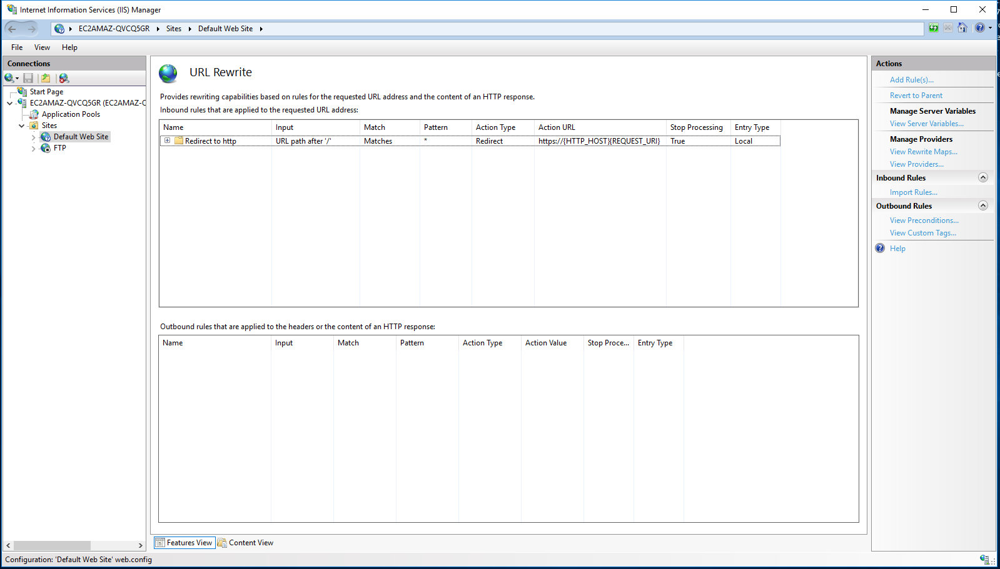 Internet Information Services (IIS) Manager
EC2AMAZ-QVCQ5GR Sites Default Web Site
File View Help
Connections
Start Page
EC2AMAZ-QVCQ5GR (EC2AMAZ-
Application Pools
Sites
Default Web Site
FTP
URL Rewrite
Provides rewriting capabilities based on rules for the requested URL address and the content of an HTTP response.
Inbound rules that are applied to the requested URL address:
Name Input Match Pattern Action Type Action URL Stop Processing Entry Type
Redirect to http URL path after '/' Matches * Redirect https://{HTTP_HOST}{REQUEST_URI} True Local
Outbound rules that are applied to the headers or the content of an HTTP response:
Name Input Match Pattern Action Type Action Value Stop Proce... Entry Type
Features View Content View
Actions
Add Rule(s)...
Revert to Parent
Manage Server Variables
View Server Variables...
Manage Providers
View Rewrite Maps...
View Providers...
Inbound Rules
Import Rules...
Outbound Rules
View Preconditions...
View Custom Tags...
Help
Configuration: 'Default Web Site' web.config